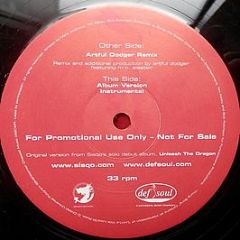 Other Side:
Artful Dodger Remix
Remix and additional production by artful dodger
This Side:
Album Version
Instrumental
For Promotional Use Only - Not For Sale
Original version from Sisqo's solo debut album, Unleash The Dragon
www.sisqo.com www.defsoul.com
33 rpm
def soul